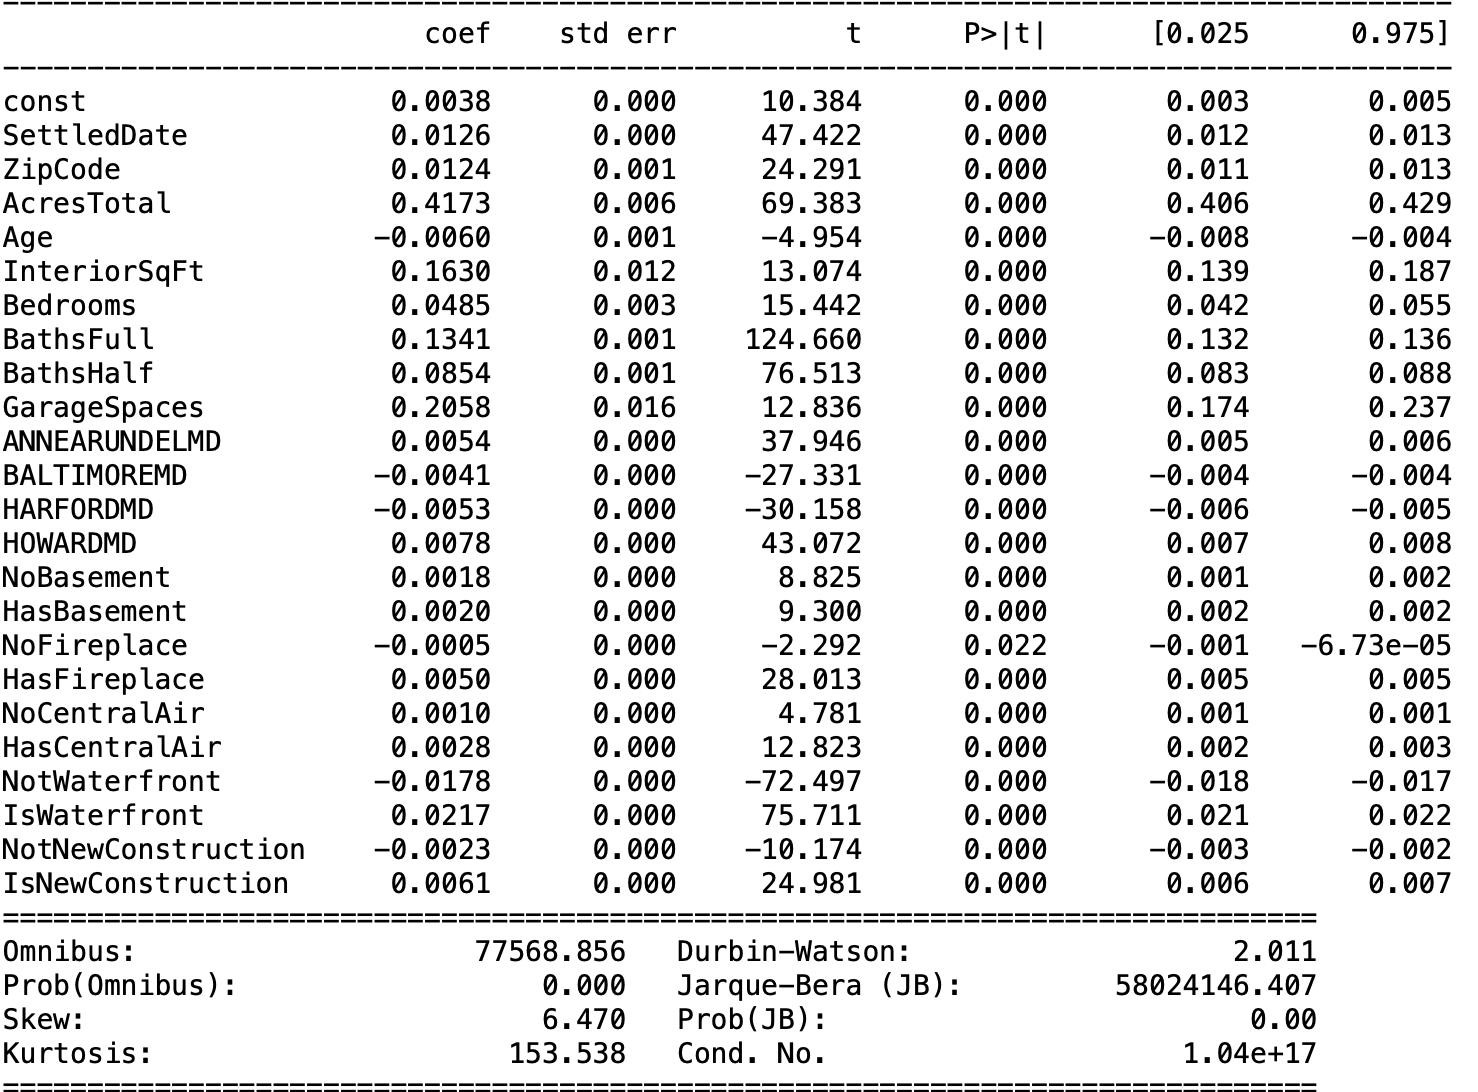 coef std err t P>|t| [0.025 0.975]
const 0.0038 0.000 10.384 0.000 0.003 0.005
SettledDate 0.0126 0.000 47.422 0.000 0.012 0.013
ZipCode 0.0124 0.001 24.291 0.000 0.011 0.013
AcresTotal 0.4173 0.006 69.383 0.000 0.406 0.429
Age -0.0060 0.001 -4.954 0.000 -0.008 -0.004
InteriorSqFt 0.1630 0.012 13.074 0.000 0.139 0.187
Bedrooms 0.0485 0.003 15.442 0.000 0.042 0.055
BathsFull 0.1341 0.001 124.660 0.000 0.132 0.136
BathsHalf 0.0854 0.001 76.513 0.000 0.083 0.088
GarageSpaces 0.2058 0.016 12.836 0.000 0.174 0.237
ANNEARUNDELMD 0.0054 0.000 37.946 0.000 0.005 0.006
BALTIMOREMD -0.0041 0.000 -27.331 0.000 -0.004 -0.004
HARFORDMD -0.0053 0.000 -30.158 0.000 -0.006 -0.005
HOWARDMD 0.0078 0.000 43.072 0.000 0.007 0.008
NoBasement 0.0018 0.000 8.825 0.000 0.001 0.002
HasBasement 0.0020 0.000 9.300 0.000 0.002 0.002
NoFireplace -0.0005 0.000 -2.292 0.022 -0.001 -6.73e-05
HasFireplace 0.0050 0.000 28.013 0.000 0.005 0.005
NoCentralAir 0.0010 0.000 4.781 0.000 0.001 0.001
HasCentralAir 0.0028 0.000 12.823 0.000 0.002 0.003
NotWaterfront -0.0178 0.000 -72.497 0.000 -0.018 -0.017
IsWaterfront 0.0217 0.000 75.711 0.000 0.021 0.022
NotNewConstruction -0.0023 0.000 -10.174 0.000 -0.003 -0.002
IsNewConstruction 0.0061 0.000 24.981 0.000 0.006 0.007
Omnibus: 77568.856 Durbin-Watson: 2.011
Prob(Omnibus): 0.000 Jarque-Bera (JB): 58024146.407
Skew: 6.470 Prob(JB): 0.00
Kurtosis: 153.538 Cond. No. 1.04e+17